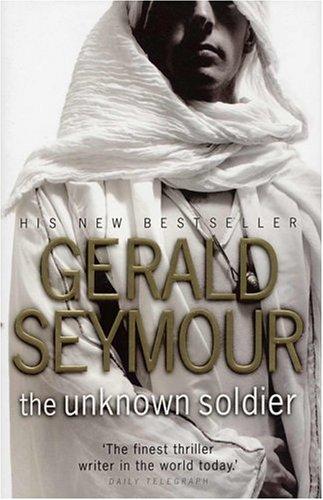 HIS NEW BESTSELLER
GERALD
SEYMOUR
the unknown soldier
'The finest thriller
writer in the world today.'
DAILY TELEGRAPH